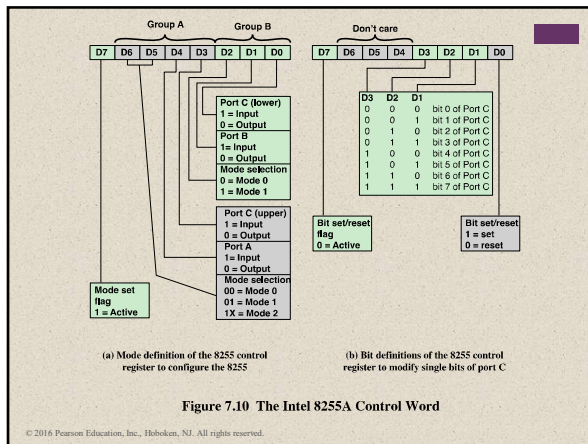 Group A
Group B
D7 D6 D5 D4 D3 D2 D1 D0
Port C (lower)
1 = Input
0 = Output
Port B
1= Input
0 = Output
Mode selection
0 = Mode 0
1 = Mode 1
Port C (upper)
1 = Input
0 = Output
Port A
1= Input
0 = Output
Mode selection
00 = Mode 0
01 = Mode 1
1X = Mode 2
Mode set
flag
1 = Active
(a) Mode definition of the 8255 control
register to configure the 8255
Don't care
D7 D6 D5 D4 D3 D2 D1 D0
D3 D2 D1
0 0 0 bit 0 of Port C
0 0 1 bit 1 of Port C
0 1 0 bit 2 of Port C
0 1 1 bit 3 of Port C
1 0 0 bit 4 of Port C
1 0 1 bit 5 of Port C
1 1 0 bit 6 of Port C
1 1 1 bit 7 of Port C
Bit set/reset
flag
0 = Active
Bit set/reset
1 = set
0 = reset
(b) Bit definitions of the 8255 control
register to modify single bits of port C
Figure 7.10 The Intel 8255A Control Word
© 2016 Pearson Education, Inc., Hoboken, NJ. All rights reserved.